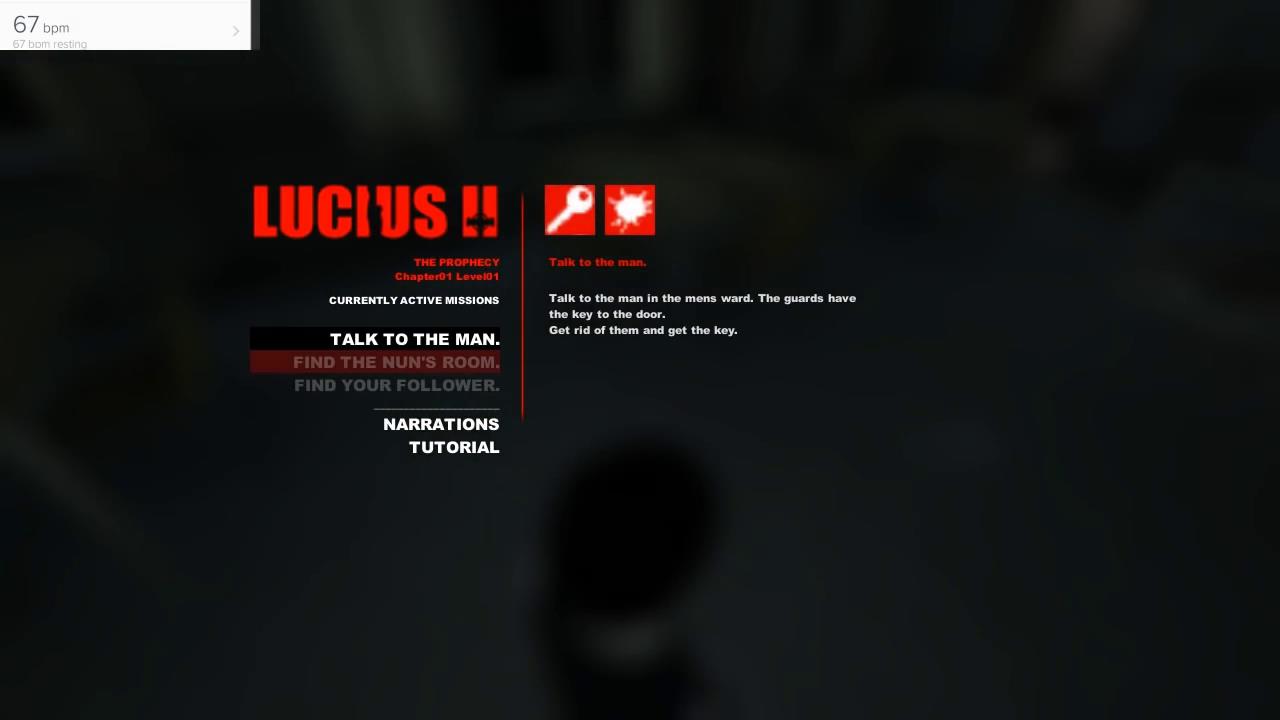 67 bpm
67 bpm resting
LUCIUS II
THE PROPHECY
Chapter01 Level01
CURRENTLY ACTIVE MISSIONS
TALK TO THE MAN.
FIND THE NUN'S ROOM.
FIND YOUR FOLLOWER.
NARRATIONS
TUTORIAL
Talk to the man.
Talk to the man in the mens ward. The guards have
the key to the door.
Get rid of them and get the key.